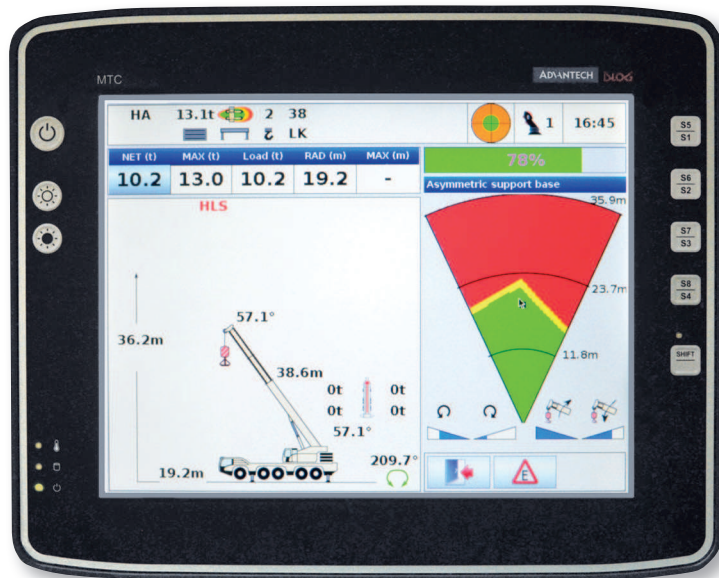 MTC
ADVANTECH DLOG
HA 13.1t 2 38
LK
1 16:45
NET (t) MAX (t) Load (t) RAD (m) MAX (m)
10.2 13.0 10.2 19.2 -
78%
Asymmetric support base
HLS
35.9m
23.7m
11.8m
57.1°
36.2m
38.6m
0t 0t
0t 0t
57.1°
19.2m
209.7°
E
S5
S1
S6
S2
S7
S3
S8
S4
SHIFT